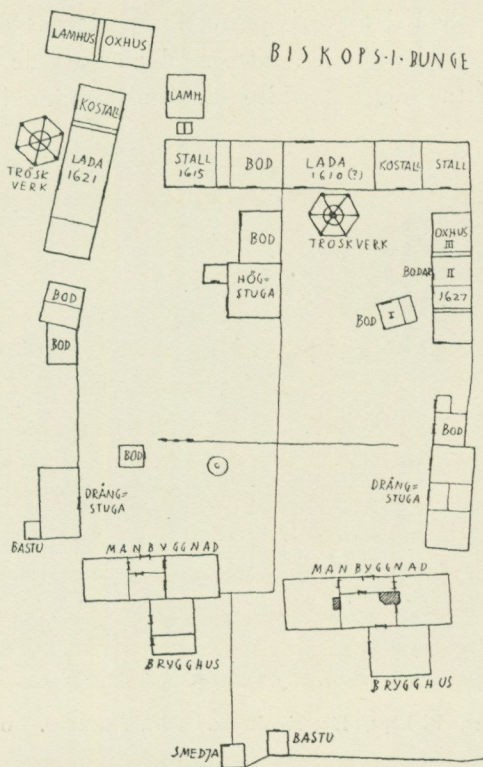 BISKOPS·I·BUNGE
LAMHUS OXHUS
KOSTALL
LADA
1621
TRÖSK
VERK
LAMH.
STALL
1615
BOD
LADA
1610(?)
KOSTALL
STALL
TROSKVERK
BOD
HÖG=
STUGA
OXHUS
III
BODAR
II
1627
BOD
I
BOD
BOD
BOD
BOD
DRÄNG=
STUGA
DRÄNG=
STUGA
BASTU
MANBYGGNAD
MANBYGGNAD
BRYGGHUS
BRYGGHUS
SMEDJA
BASTU